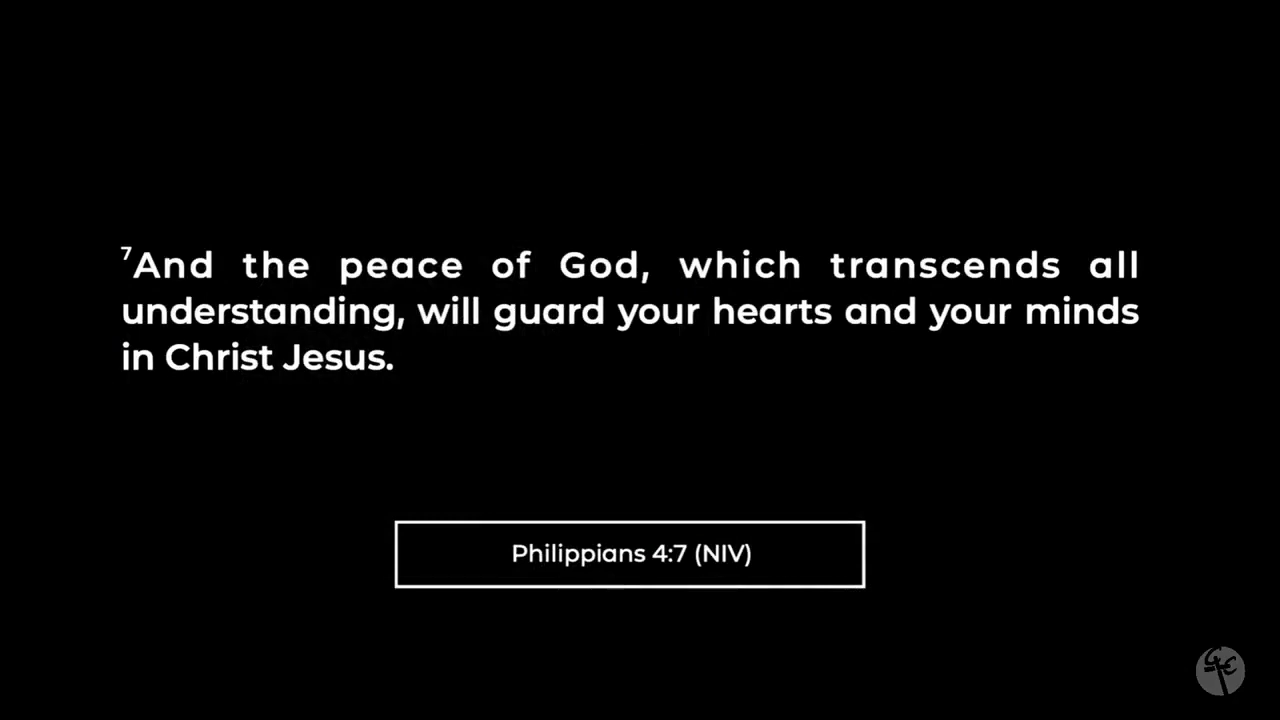 ⁷And the peace of God, which transcends all
understanding, will guard your hearts and your minds
in Christ Jesus.
Philippians 4:7 (NIV)